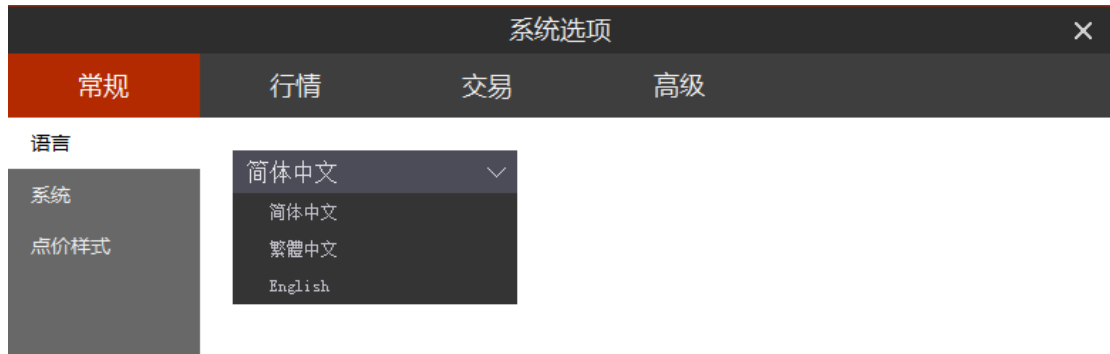 系统选项
常规 行情 交易 高级
语言
系统
点价样式
简体中文
简体中文
繁體中文
English